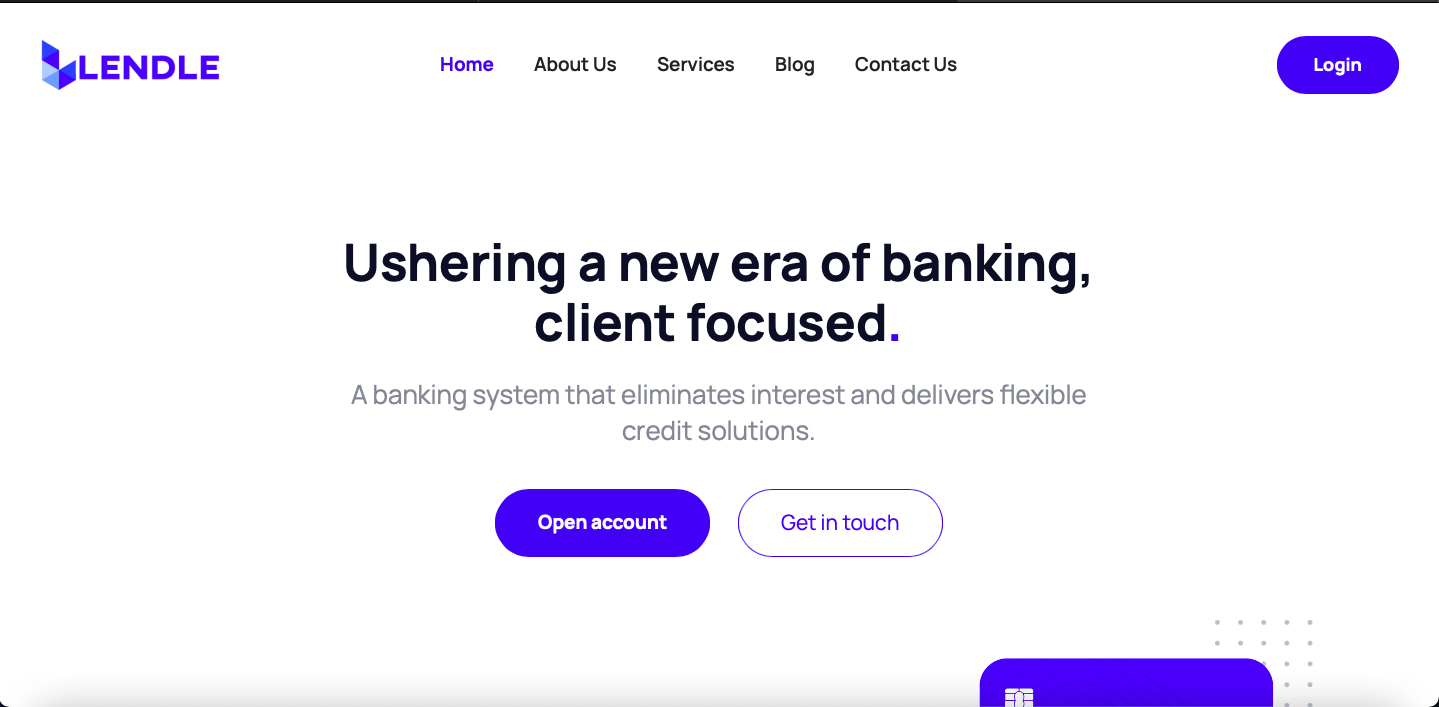 LENDLE
Home
About Us
Services
Blog
Contact Us
Login
Ushering a new era of banking,
client focused.
A banking system that eliminates interest and delivers flexible
credit solutions.
Open account
Get in touch